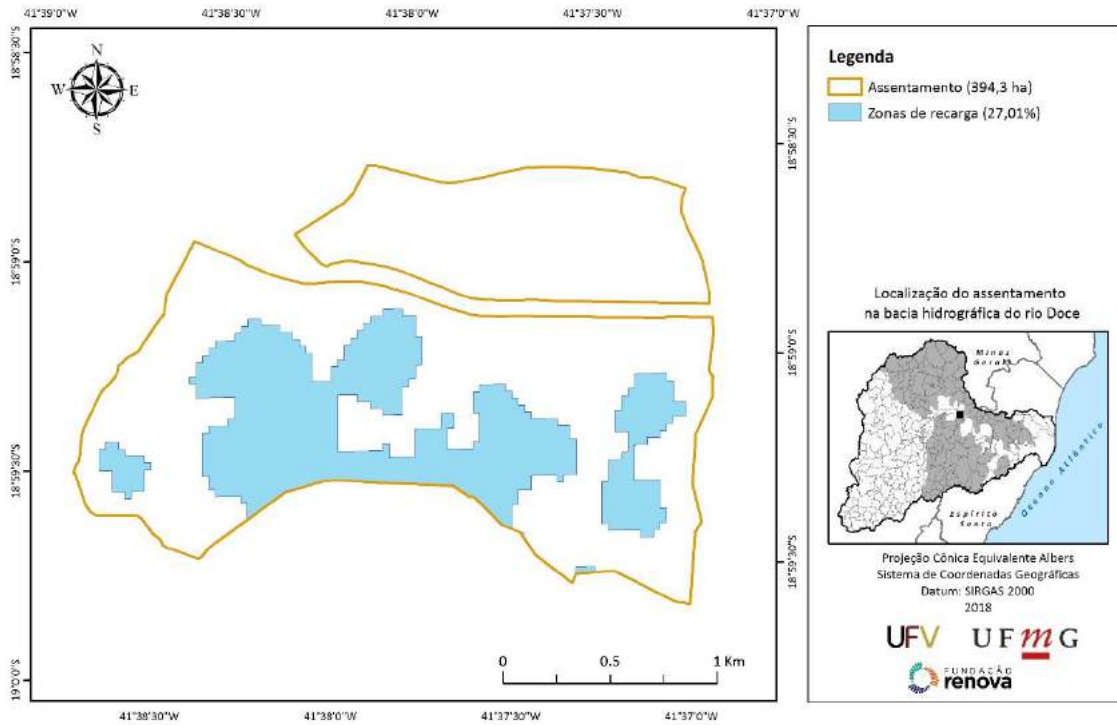 41°39'0"W 41°38'30"W 41°38'0"W 41°37'30"W 41°37'0"W
18°58'30"S
18°59'0"S
18°59'30"S
19°0'0"S
N
W E
S
18°58'30"S
18°59'0"S
18°59'30"S
0 0.5 1 Km
41°38'30"W 41°38'0"W 41°37'30"W 41°37'0"W
Legenda
Assentamento (394,3 ha)
Zonas de recarga (27,01%)
Localização do assentamento
na bacia hidrográfica do rio Doce
Minas
Gerais
Espírito
Santo
Oceano Atlântico
Projeção Cônica Equivalente Albers
Sistema de Coordenadas Geográficas
Datum: SIRGAS 2000
2018
UFV UFmG
FUNDAÇÃO
renova